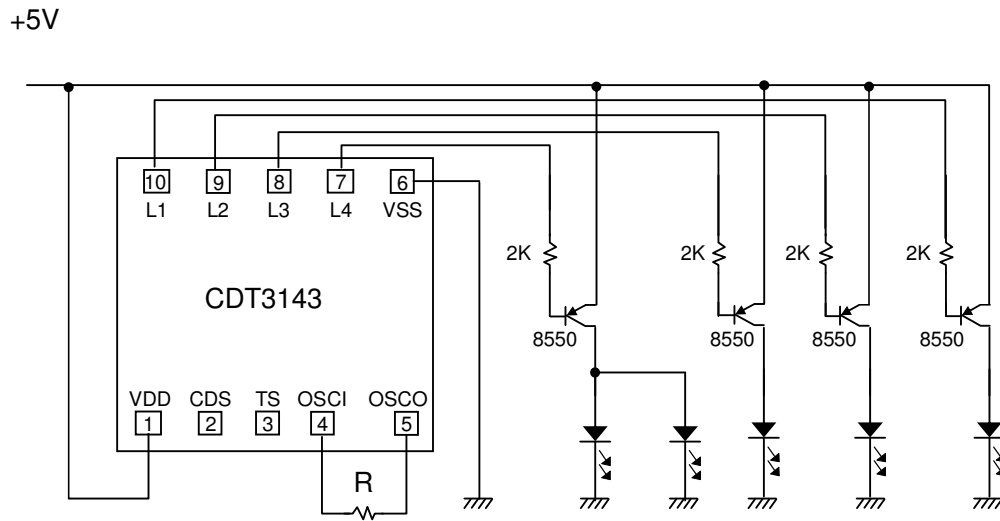 +5V
10 9 8 7 6
L1 L2 L3 L4 VSS
2K 2K 2K 2K
CDT3143
8550 8550 8550 8550
VDD CDS TS OSCI OSCO
1 2 3 4 5
R